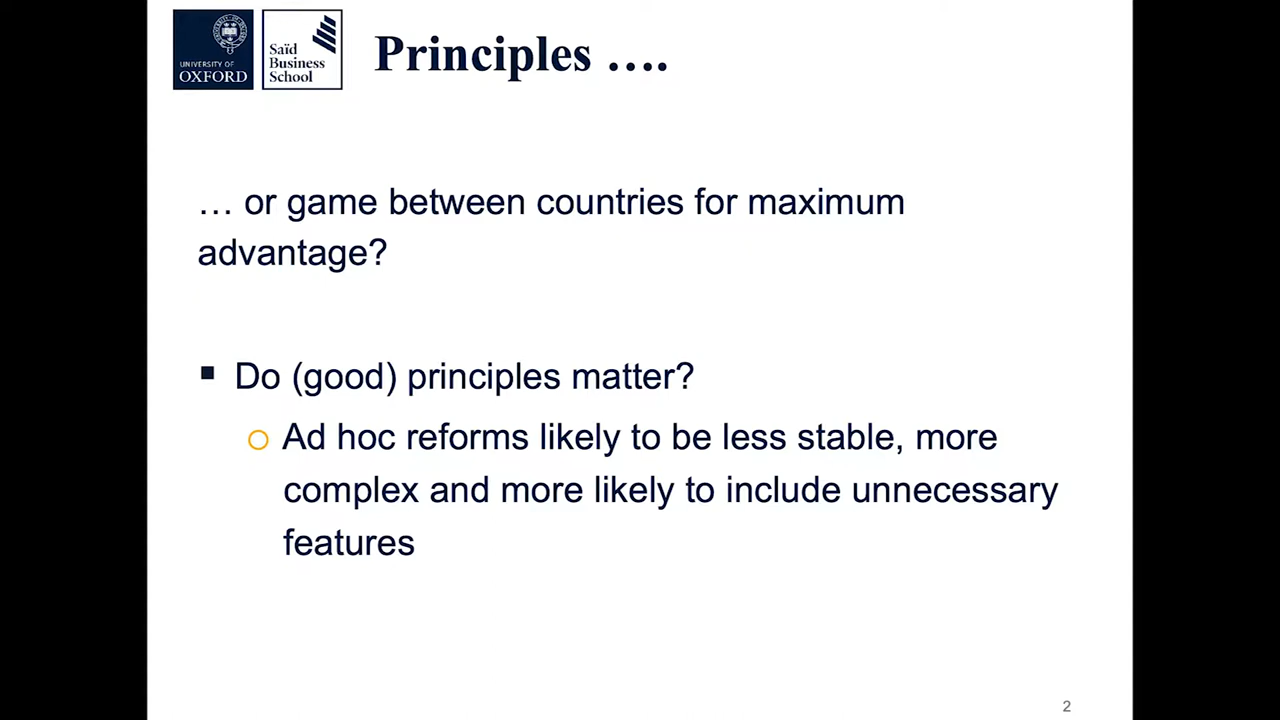 UNIVERSITY OF
OXFORD
Saïd
Business
School
Principles ….
… or game between countries for maximum
advantage?
▪ Do (good) principles matter?
o Ad hoc reforms likely to be less stable, more
complex and more likely to include unnecessary
features
2